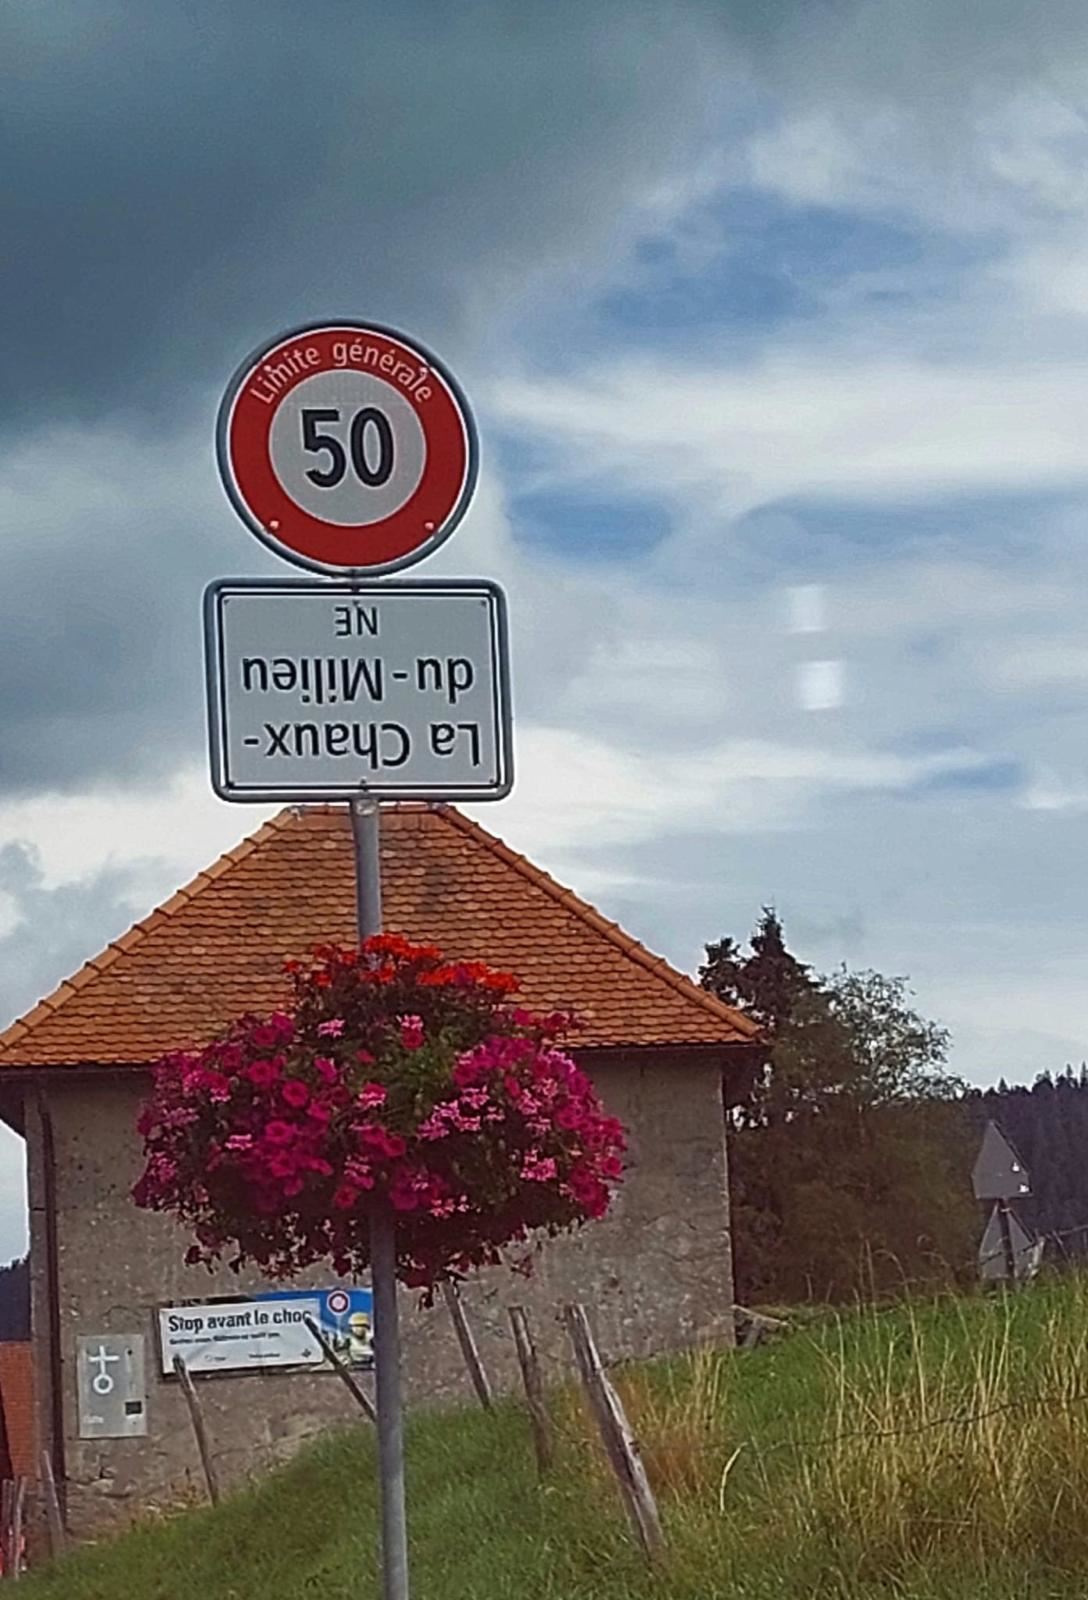 Limite générale
50
La Chaux-
du-Milieu
NE
Stop avant le choc